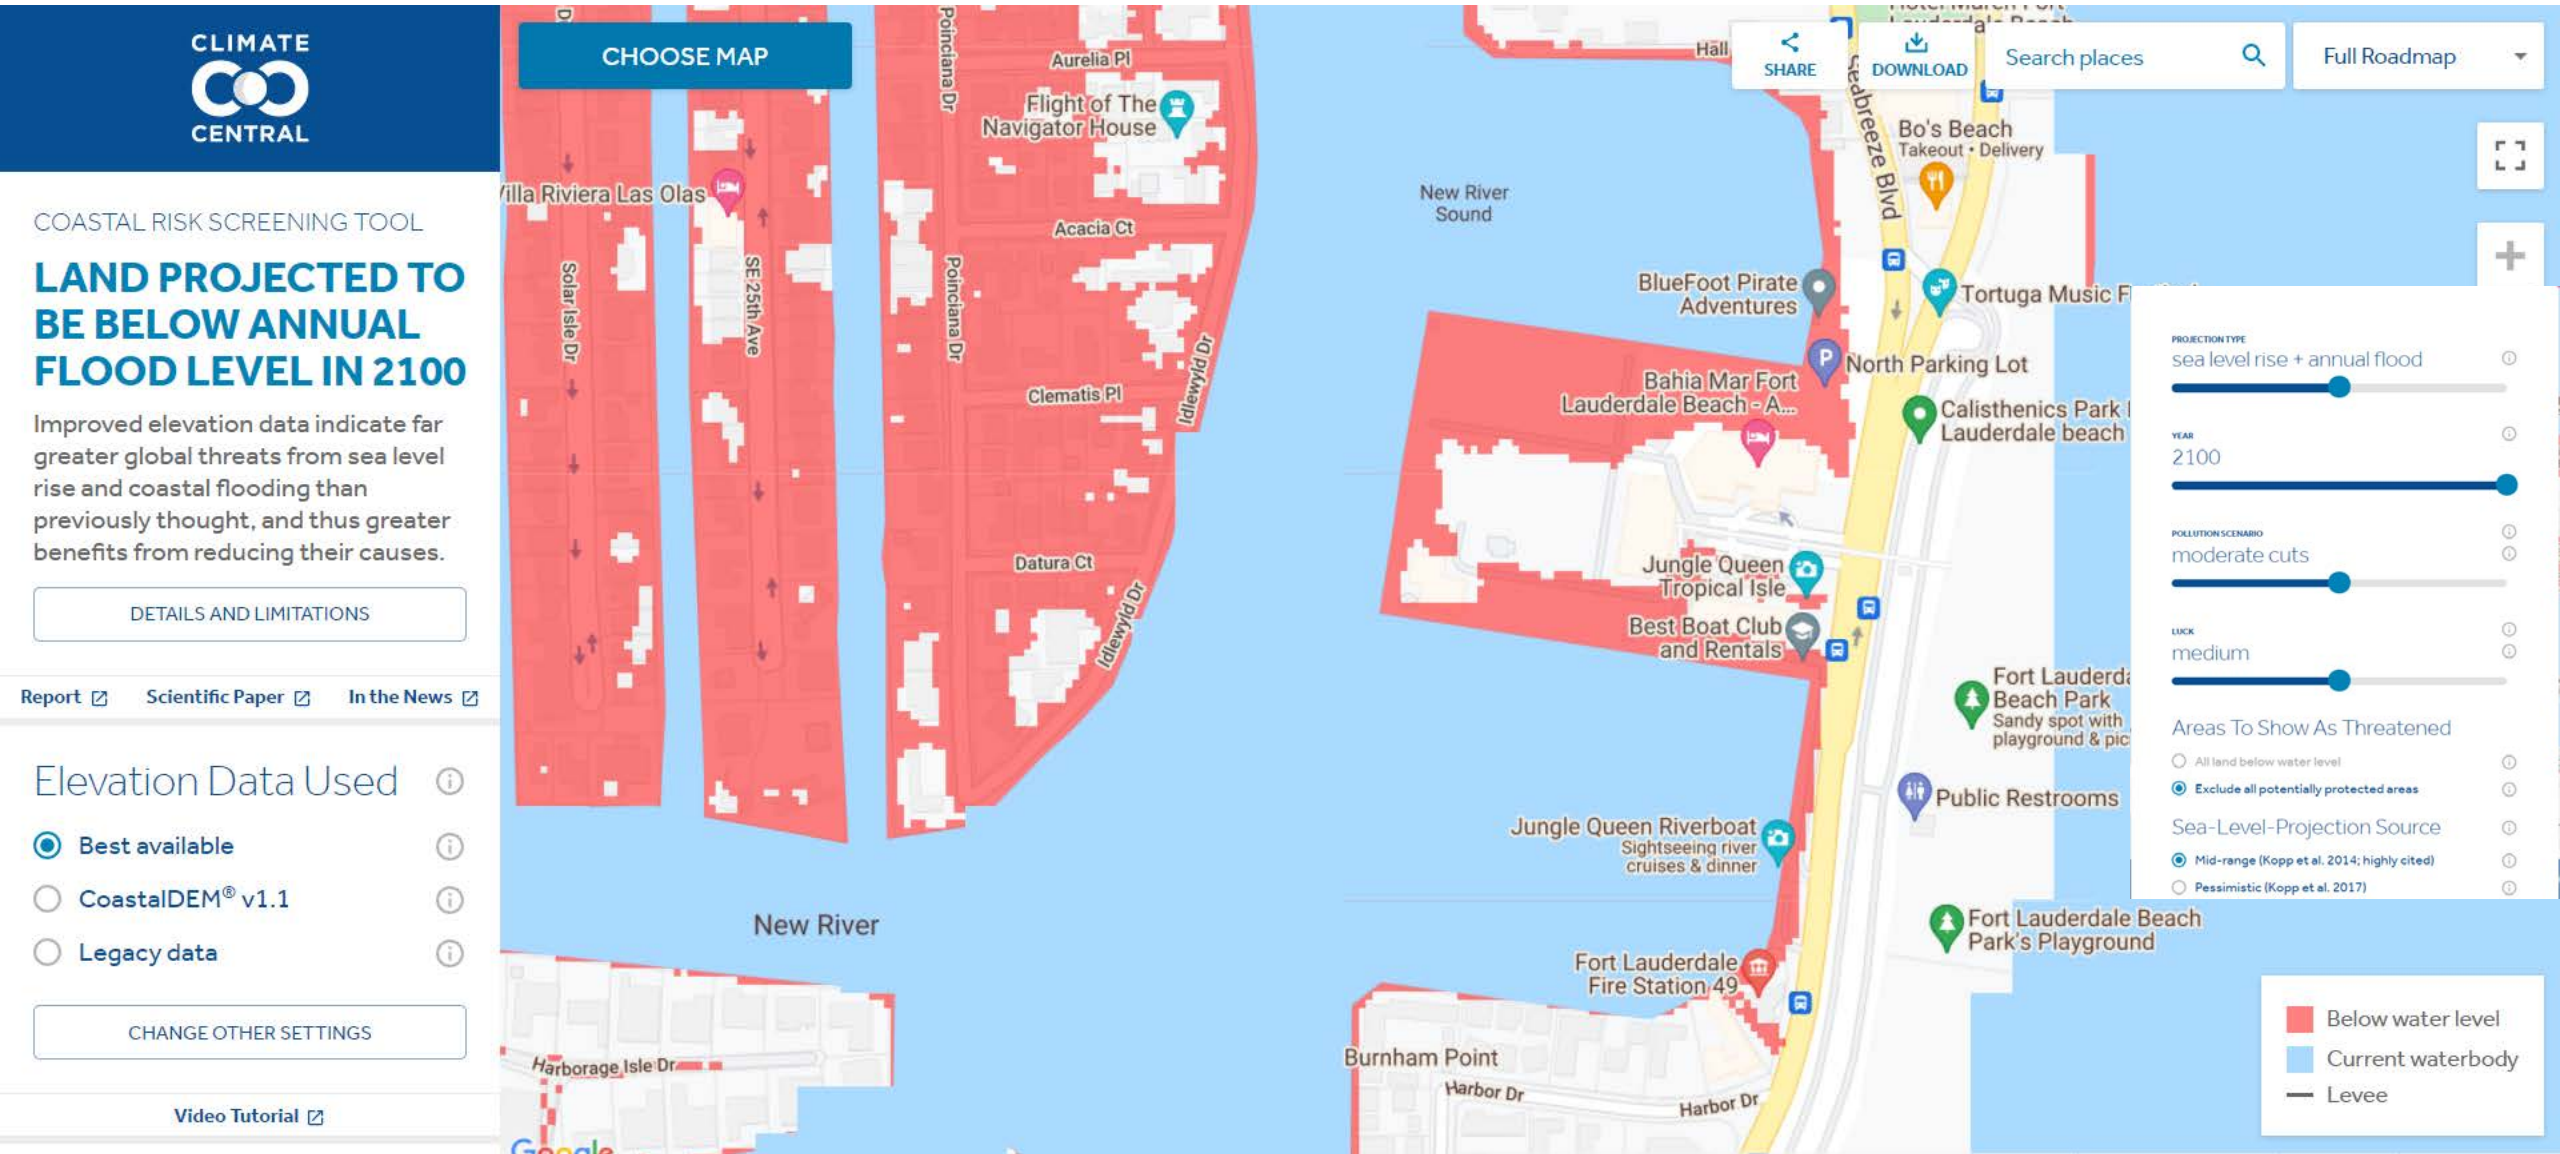 CLIMATE
CENTRAL
COASTAL RISK SCREENING TOOL
LAND PROJECTED TO
BE BELOW ANNUAL
FLOOD LEVEL IN 2100
Improved elevation data indicate far
greater global threats from sea level
rise and coastal flooding than
previously thought, and thus greater
benefits from reducing their causes.
DETAILS AND LIMITATIONS
Report
Scientific Paper
In the News
Elevation Data Used
Best available
CoastalDEM® v1.1
Legacy data
CHANGE OTHER SETTINGS
Video Tutorial
CHOOSE MAP
SHARE
DOWNLOAD
Search places
Full Roadmap
Poinciana Dr
Aurelia Pl
Flight of The
Navigator House
Villa Riviera Las Olas
Acacia Ct
Solar Isle Dr
SE 25th Ave
Poinciana Dr
Idlewyld Dr
Clematis Pl
Datura Ct
Idlewyld Dr
New River
Harborage Isle Dr
Google
New River
Sound
Hall
Seabreeze Blvd
Bo's Beach
Takeout • Delivery
BlueFoot Pirate
Adventures
Tortuga Music F
P
North Parking Lot
Bahia Mar Fort
Lauderdale Beach - A...
Calisthenics Park
Lauderdale beach
Jungle Queen
Tropical Isle
Best Boat Club
and Rentals
Fort Lauderda
Beach Park
Sandy spot with
playground & pic
Public Restrooms
Jungle Queen Riverboat
Sightseeing river
cruises & dinner
Fort Lauderdale Beach
Park's Playground
Fort Lauderdale
Fire Station 49
Burnham Point
Harbor Dr
Harbor Dr
PROJECTION TYPE
sea level rise + annual flood
YEAR
2100
POLLUTION SCENARIO
moderate cuts
LUCK
medium
Areas To Show As Threatened
All land below water level
Exclude all potentially protected areas
Sea-Level-Projection Source
Mid-range (Kopp et al. 2014; highly cited)
Pessimistic (Kopp et al. 2017)
Below water level
Current waterbody
Levee